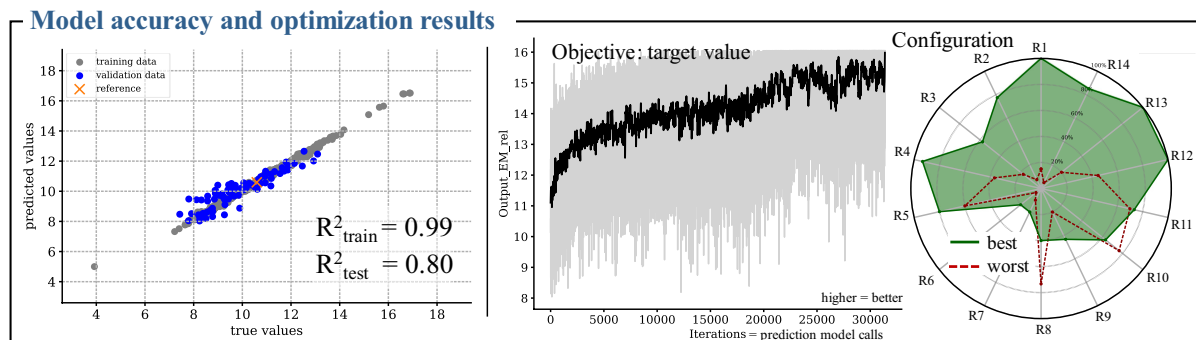 Model accuracy and optimization results
training data
validation data
reference
18
16
14
12
10
8
6
4
predicted values
R²train = 0.99
R²test = 0.80
4 6 8 10 12 14 16 18
true values
Objective: target value
16
15
14
13
12
11
10
9
8
Output_EM_rel
higher = better
0 5000 10000 15000 20000 25000 30000
Iterations = prediction model calls
Configuration
R1
R2
R14
100%
R3
R13
80%
60%
40%
R4
R12
20%
R5
R11
best
worst
R6
R10
R7
R9
R8